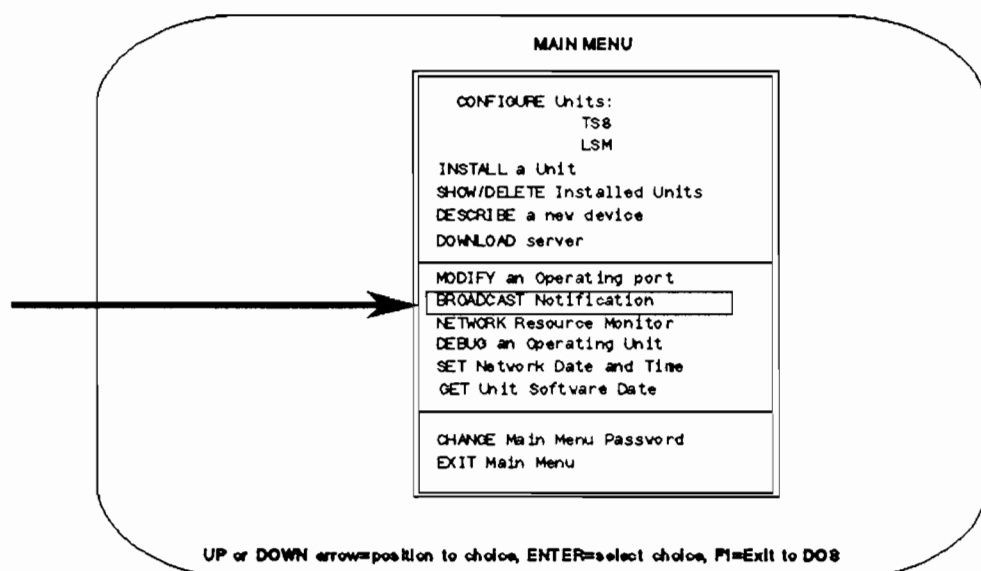 MAIN MENU
CONFIGURE Units:
TS8
LSM
INSTALL a Unit
SHOW/DELETE Installed Units
DESCRIBE a new device
DOWNLOAD server
MODIFY an Operating port
BROADCAST Notification
NETWORK Resource Monitor
DEBUG an Operating Unit
SET Network Date and Time
GET Unit Software Date
CHANGE Main Menu Password
EXIT Main Menu
UP or DOWN arrow=position to choice, ENTER=select choice, F1=Exit to DOS